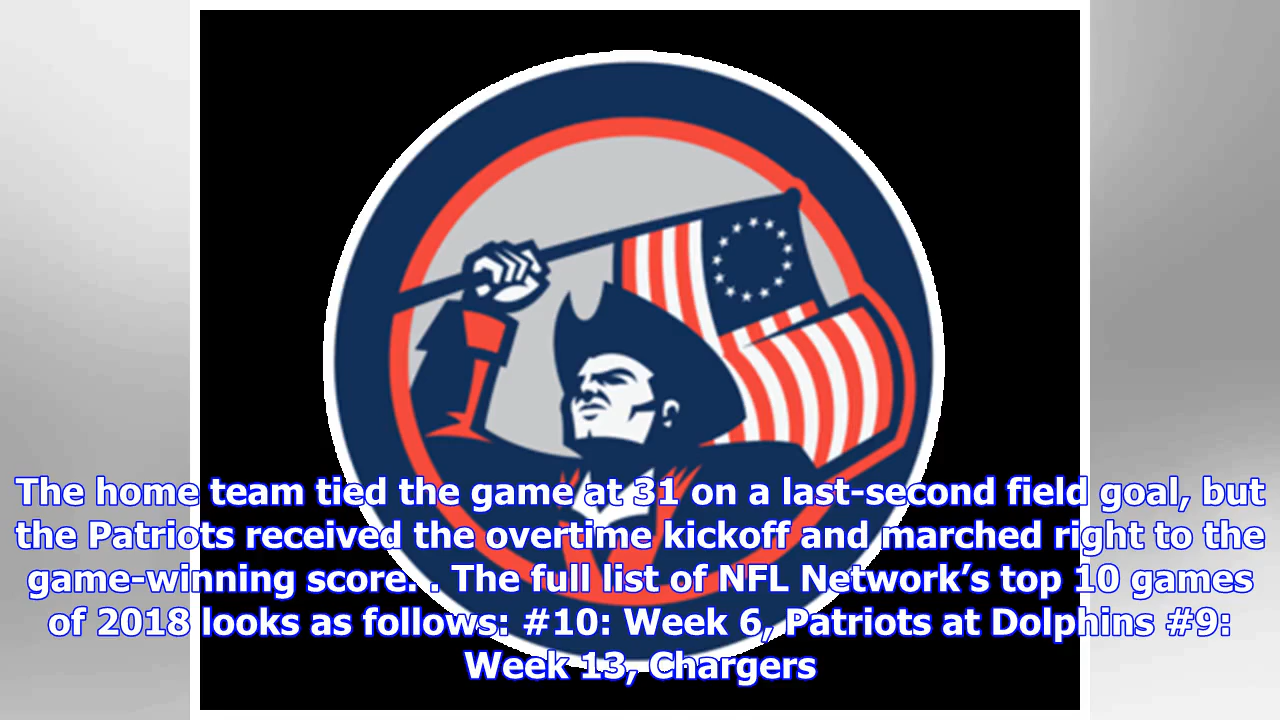 The home team tied the game at 31 on a last-second field goal, but
the Patriots received the overtime kickoff and marched right to the
game-winning score. . The full list of NFL Network’s top 10 games
of 2018 looks as follows: #10: Week 6, Patriots at Dolphins #9:
Week 13, Chargers